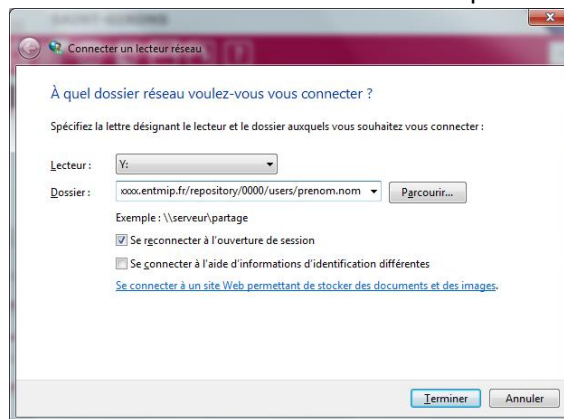 Connecter un lecteur réseau
À quel dossier réseau voulez-vous vous connecter ?
Spécifiez la lettre désignant le lecteur et le dossier auxquels vous souhaitez vous connecter :
Lecteur : Y:
Dossier : xxxx.entmip.fr/repository/0000/users/prenom.nom Parcourir...
Exemple : \\serveur\partage
Se reconnecter à l'ouverture de session
Se connecter à l'aide d'informations d'identification différentes
Se connecter à un site Web permettant de stocker des documents et des images.
Terminer Annuler